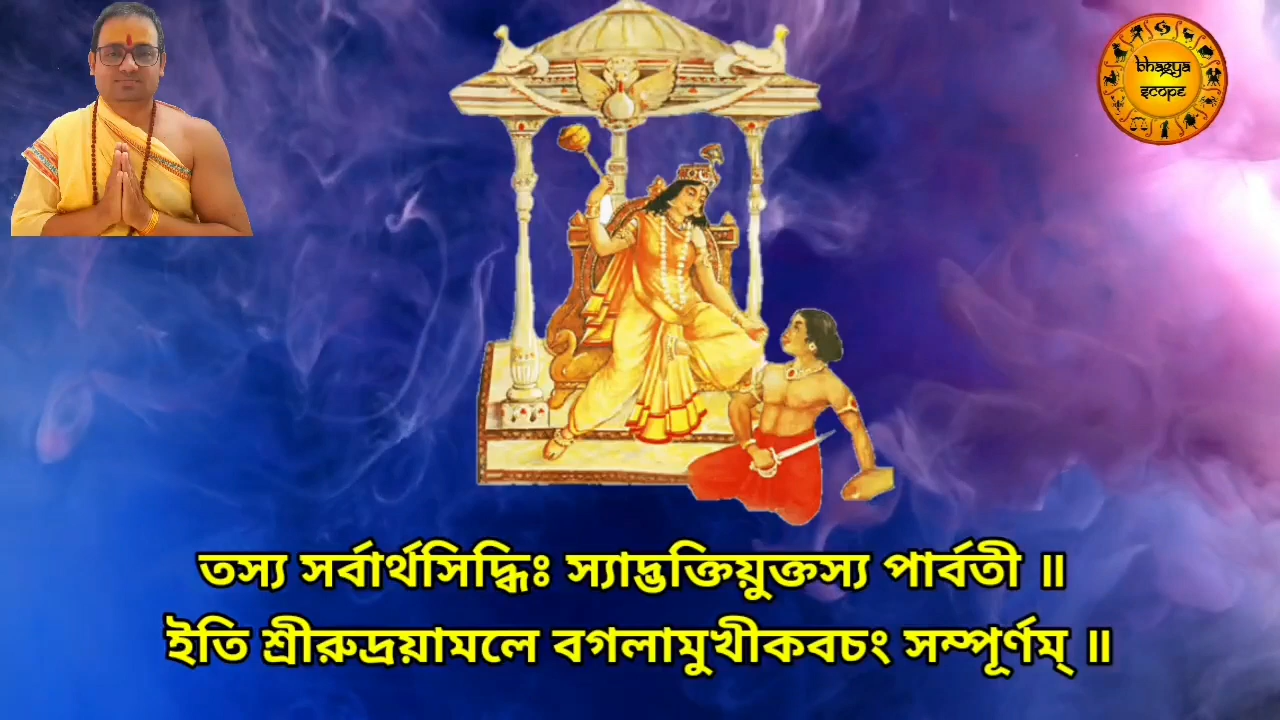 bhagya
scope
তস্য সর্বার্থসিদ্ধিঃ স্যাদ্ভক্তিয়ুক্তস্য পার্বতী ॥
ইতি শ্রীরুদ্রয়ামলে বগলামুখীকবচং সম্পূর্ণম্ ॥